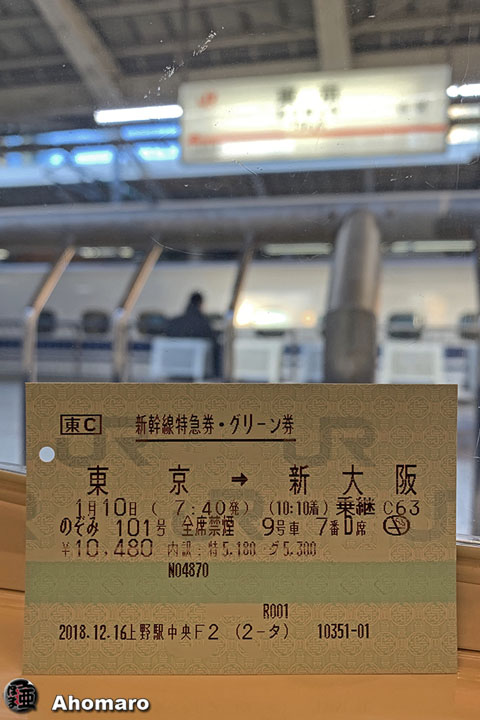 東C 新幹線特急券・グリーン券
東 京 → 新 大 阪
1月10日 ( 7:40発) (10:10着) 乗継 C63
のぞみ 101号 全席禁煙 9号車 7番D席
¥10,480 内訳:特5,180・グ5,300
N04870
R001
2018.12.16上野駅中央F2 (2-タ) 10351-01
Ahomaro